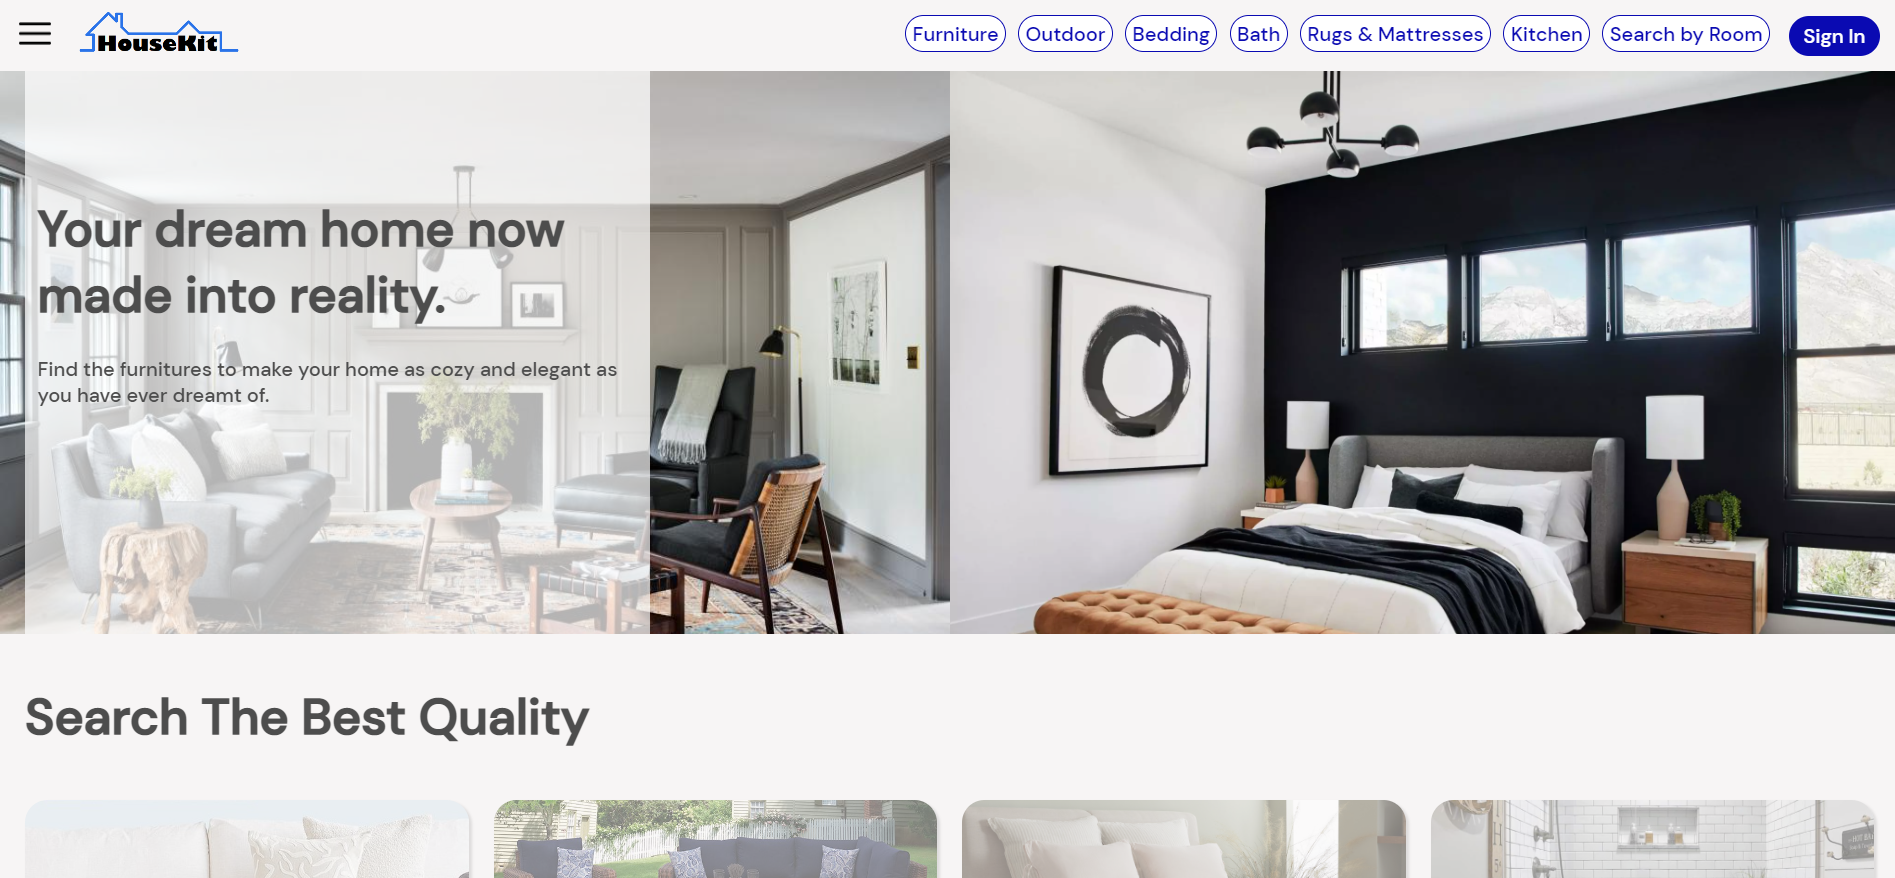 HouseKit
Furniture
Outdoor
Bedding
Bath
Rugs & Mattresses
Kitchen
Search by Room
Sign In
Your dream home now
made into reality.
Find the furnitures to make your home as cozy and elegant as
you have ever dreamt of.
Search The Best Quality